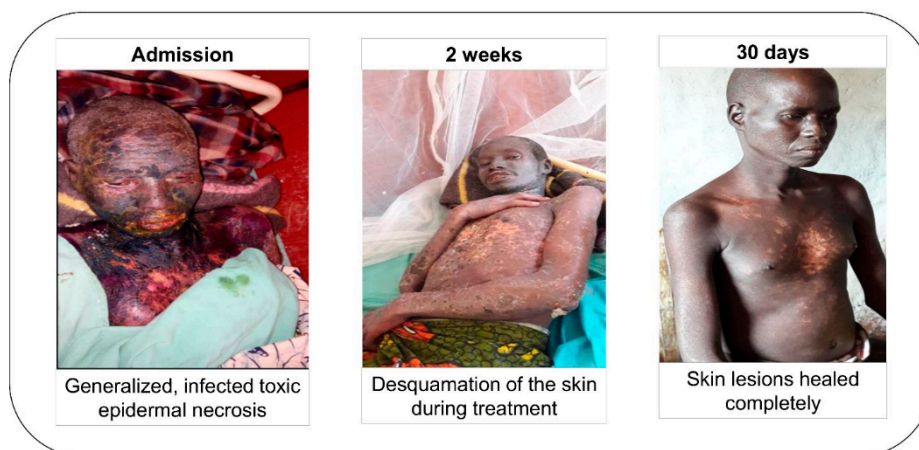 Admission
2 weeks
30 days
Generalized, infected toxic
epidermal necrosis
Desquamation of the skin
during treatment
Skin lesions healed
completely